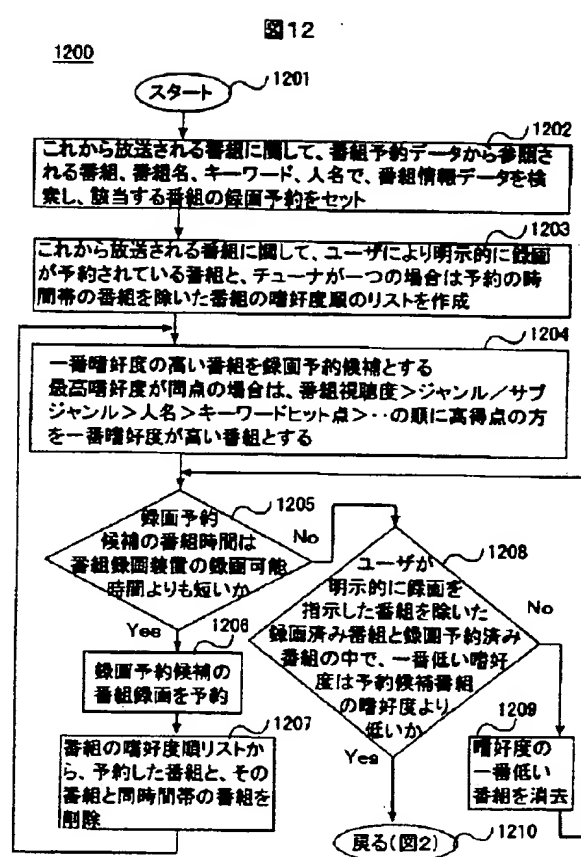 図12
1200
スタート
1201
1202
これから放送される番組に関して、番組予約データから参照さ
れる番組、番組名、キーワード、人名で、番組情報データを検
索し、該当する番組の録画予約をセット
1203
これから放送される番組に関して、ユーザにより明示的に録画
が予約されている番組と、チューナが一つの場合は予約の時
間帯の番組を除いた番組の嗜好度順のリストを作成
1204
一番嗜好度の高い番組を録画予約候補とする
最高嗜好度が同点の場合は、番組視聴度>ジャンル/サブ
ジャンル>人名>キーワードヒット点>‥の順に高得点の方
を一番嗜好度が高い番組とする
1205
録画予約
候補の番組時間は
番組録画装置の録画可能
時間よりも短いか
No
Yes
1206
録画予約候補の
番組録画を予約
1207
番組の嗜好度順リストか
ら、予約した番組と、その
番組と同時間帯の番組を
削除
1208
ユーザが
明示的に録画を
指示した番組を除いた
録画済み番組と録画予約済み
番組の中で、一番低い嗜好
度は予約候補番組
の嗜好度より
低いか
No
Yes
1209
嗜好度の
一番低い
番組を消去
戻る(図2)
1210